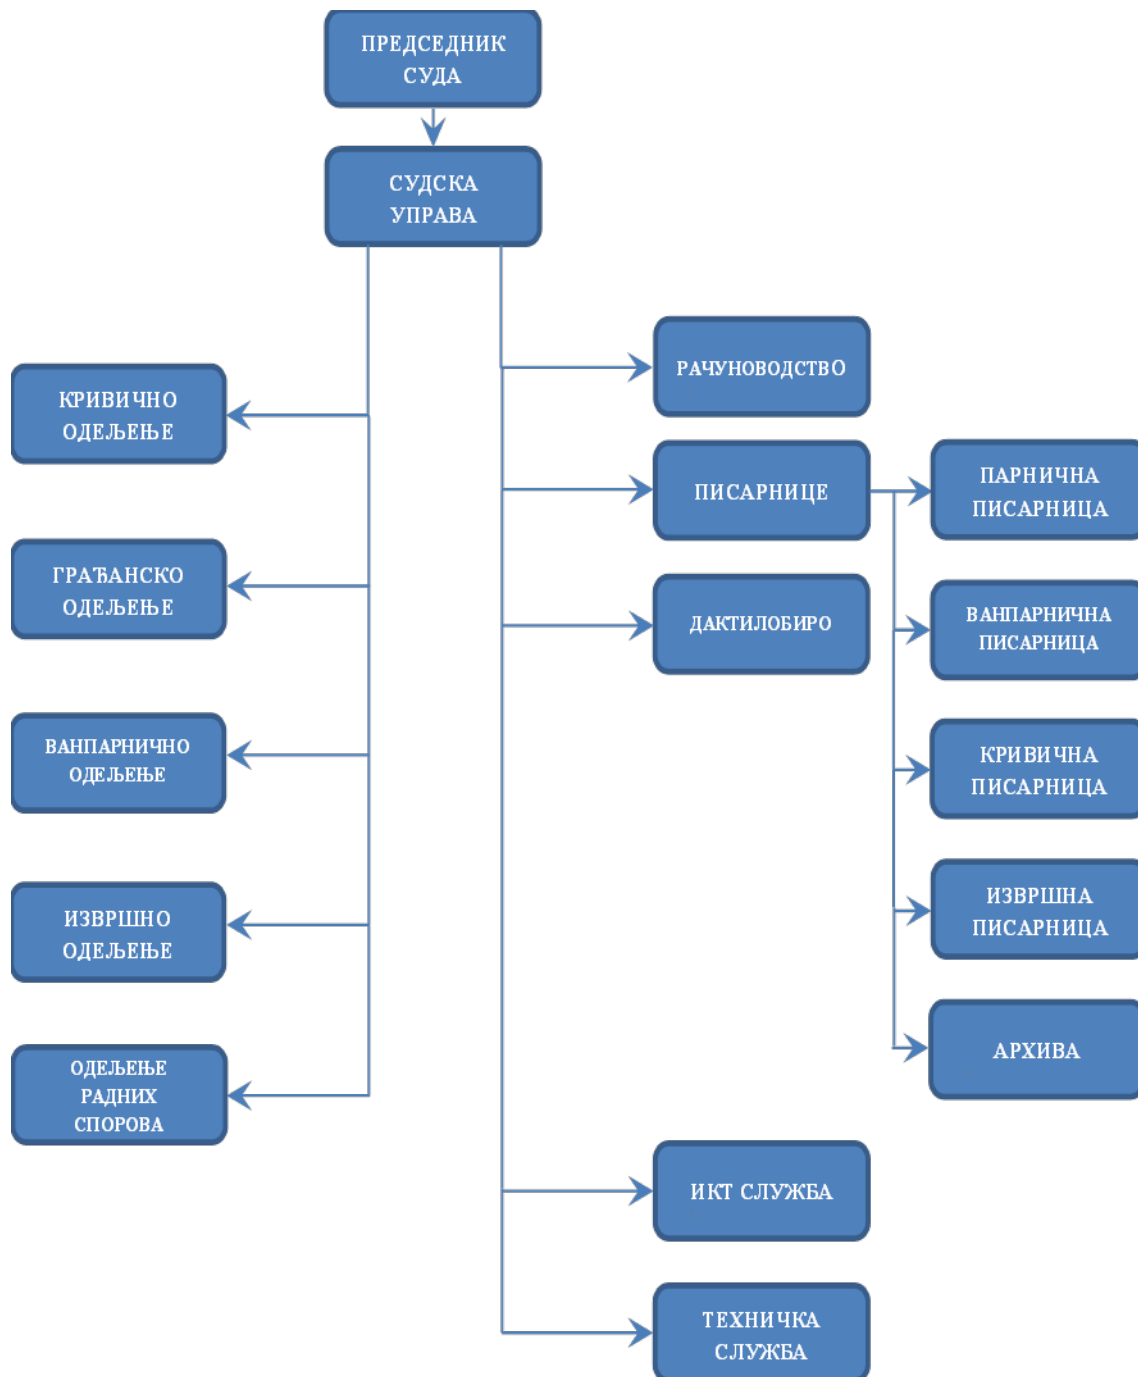 ПРЕДСЕДНИК
СУДА
СУДСКА
УПРАВА
КРИВИЧНО
ОДЕЉЕЊЕ
ГРАЂАНСКО
ОДЕЉЕЊЕ
ВАНПАРНИЧНО
ОДЕЉЕЊЕ
ИЗВРШНО
ОДЕЉЕЊЕ
ОДЕЉЕЊЕ
РАДНИХ
СПОРОВА
РАЧУНОВОДСТВО
ПИСАРНИЦЕ
ДАКТИЛОБИРО
ИКТ СЛУЖБА
ТЕХНИЧКА
СЛУЖБА
ПАРНИЧНА
ПИСАРНИЦА
ВАНПАРНИЧНА
ПИСАРНИЦА
КРИВИЧНА
ПИСАРНИЦА
ИЗВРШНА
ПИСАРНИЦА
АРХИВА